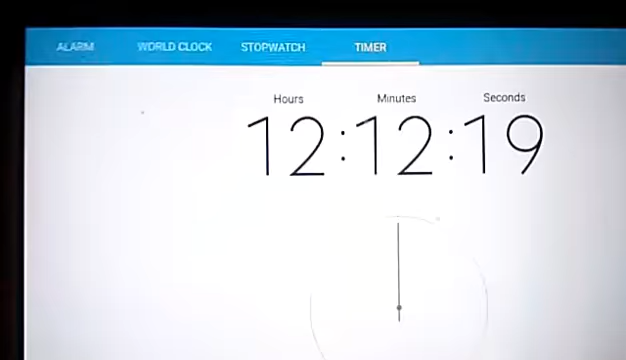 ALARM WORLD CLOCK STOPWATCH TIMER
Hours Minutes Seconds
12:12:19